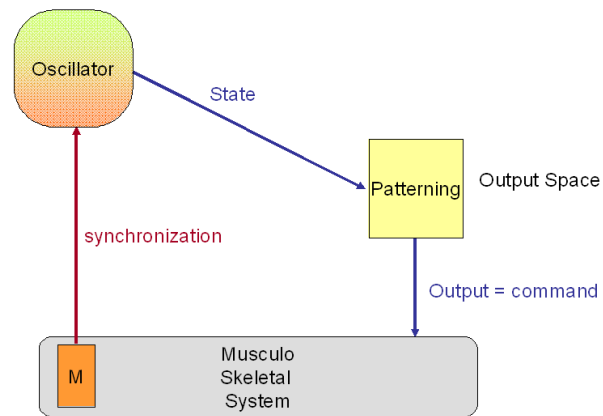 Oscillator
State
Patterning
Output Space
synchronization
Output = command
M
Musculo
Skeletal
System